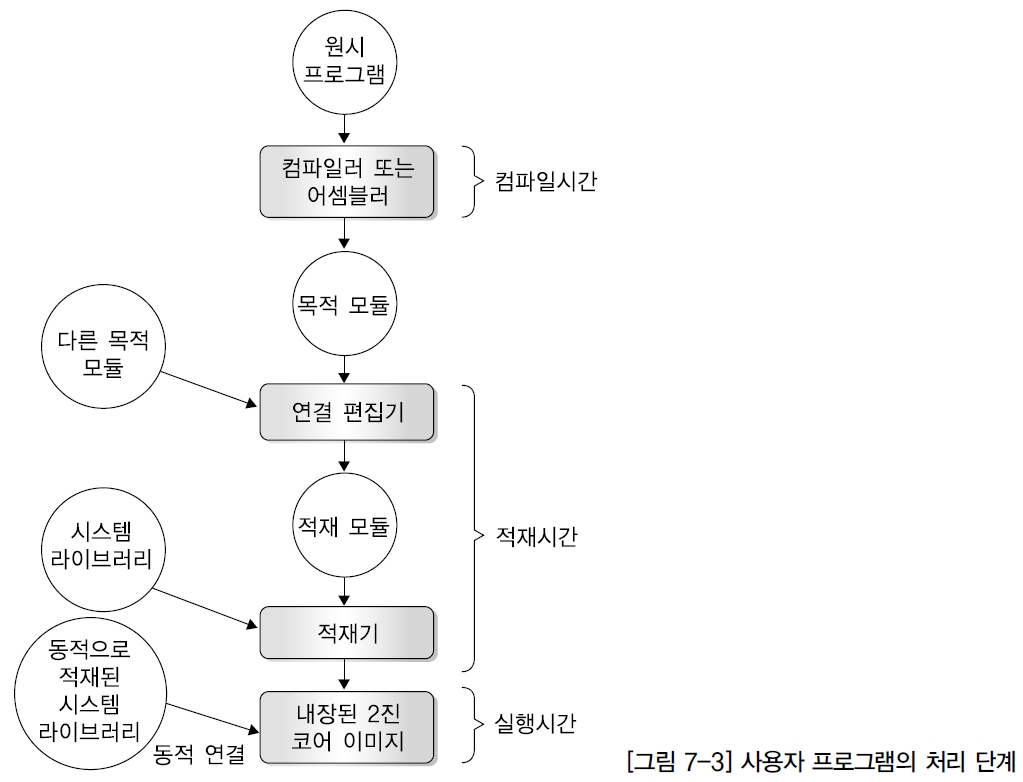 원시
프로그램
컴파일러 또는
어셈블러
컴파일시간
목적 모듈
다른 목적
모듈
연결 편집기
적재 모듈
적재시간
시스템
라이브러리
적재기
동적으로
적재된
시스템
라이브러리
동적 연결
내장된 2진
코어 이미지
실행시간
[그림 7-3] 사용자 프로그램의 처리 단계